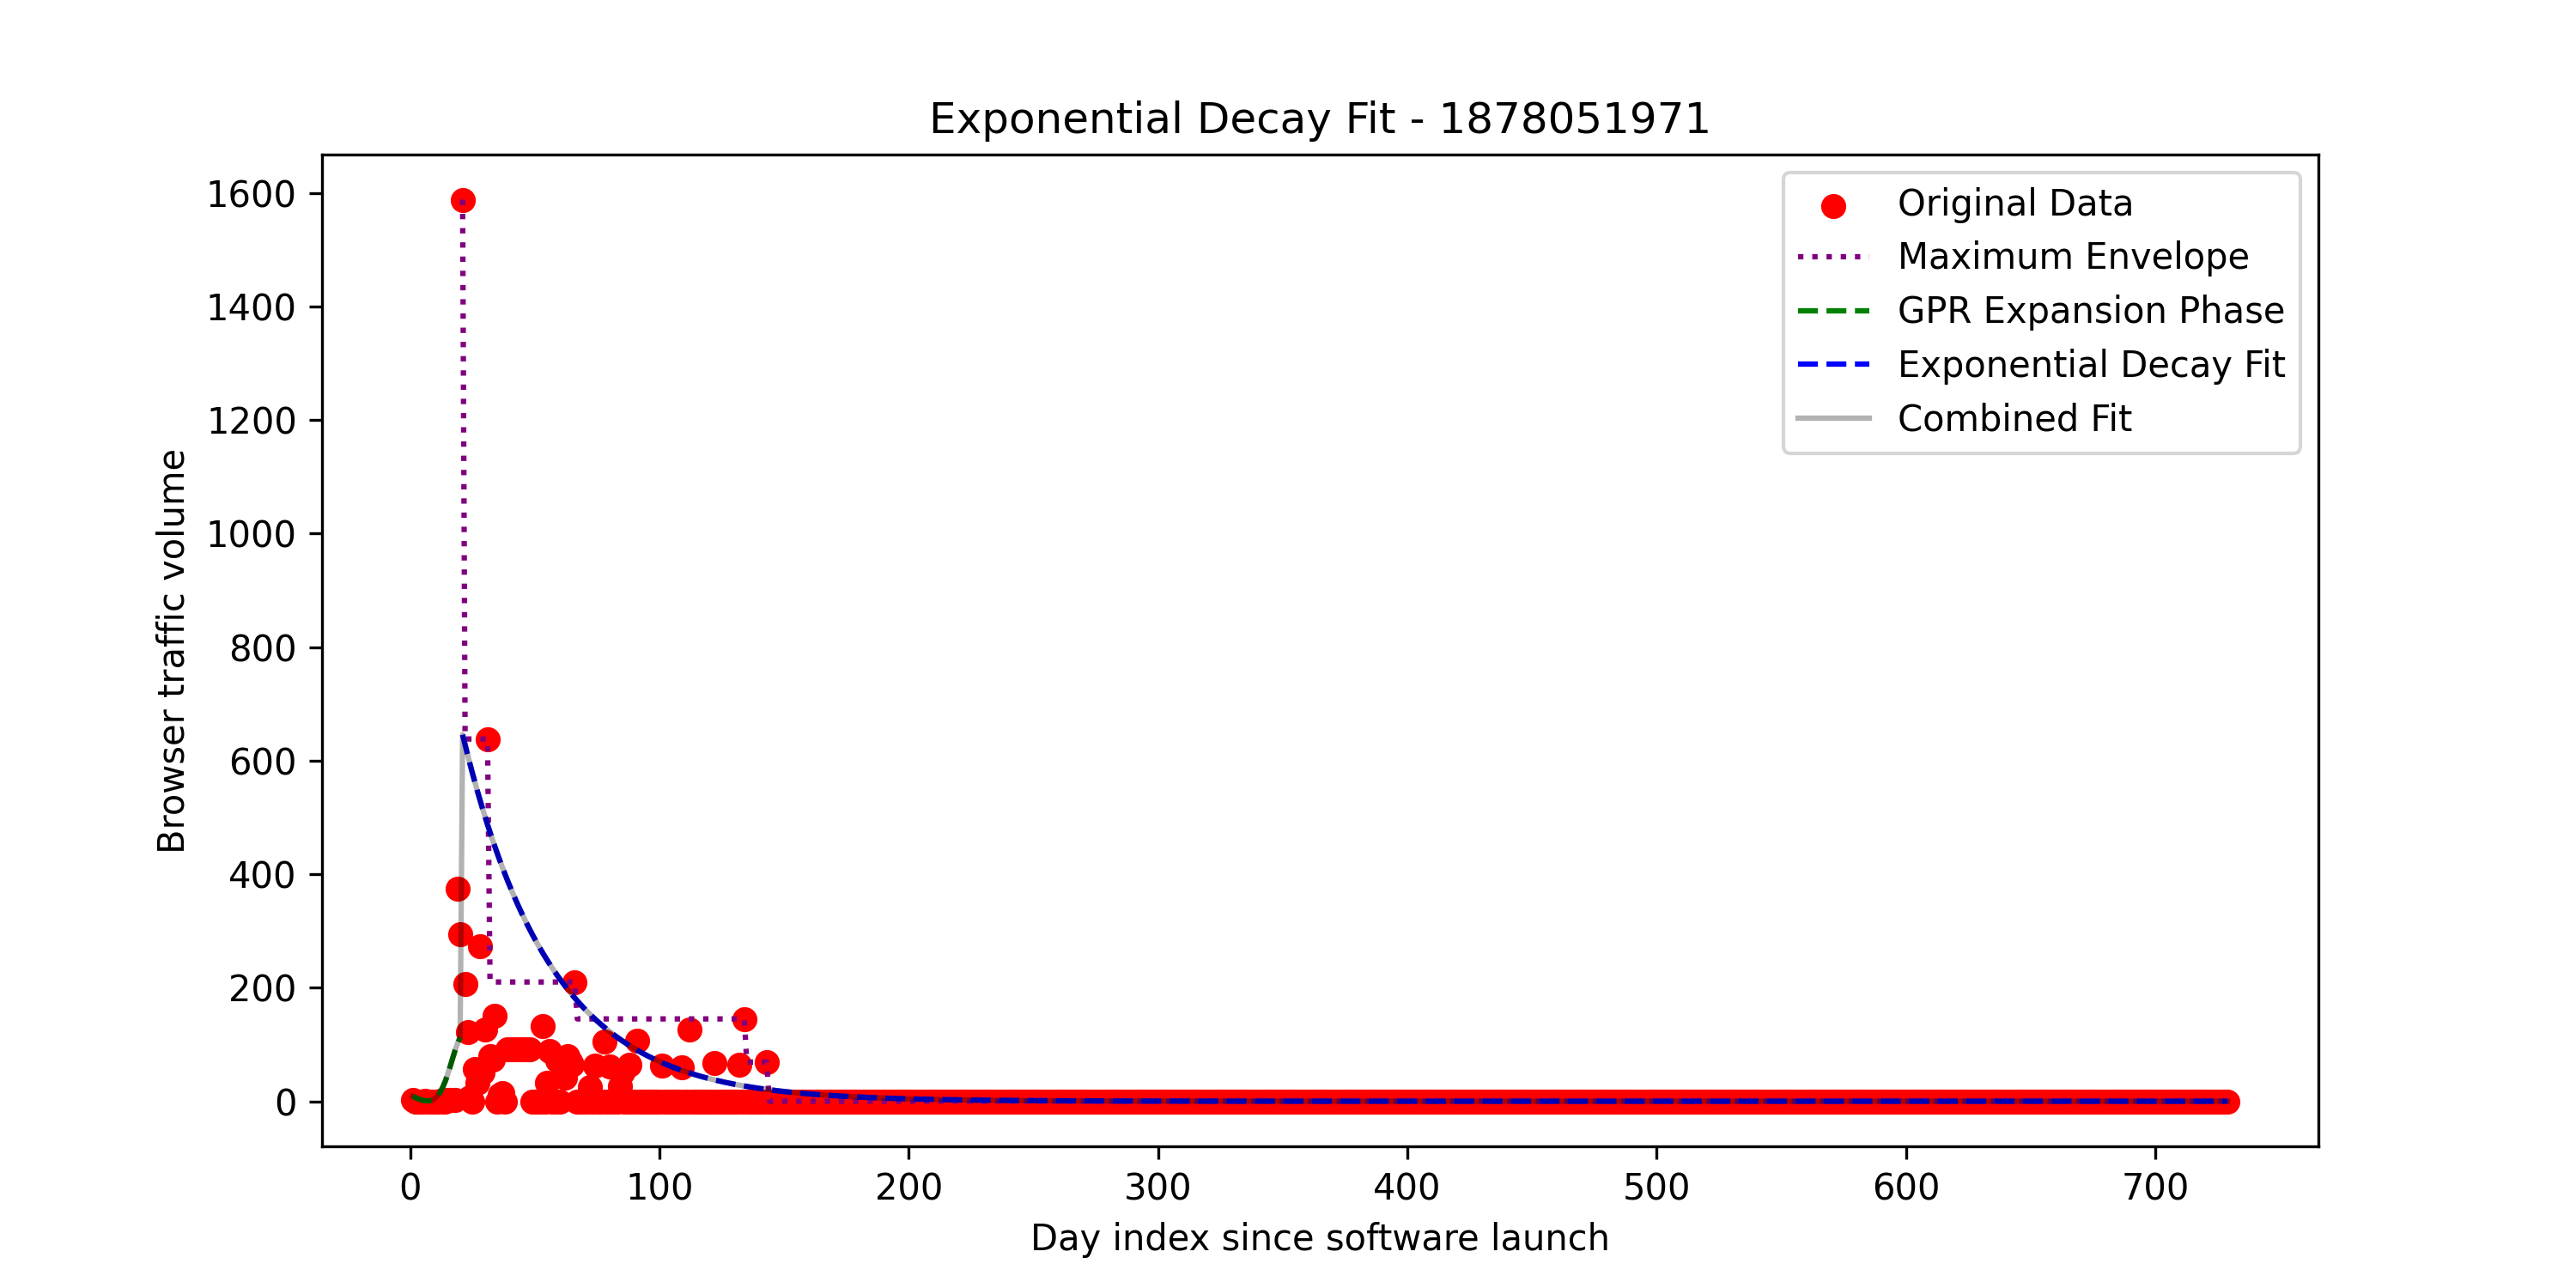 Exponential Decay Fit - 1878051971
Original Data
Maximum Envelope
GPR Expansion Phase
Exponential Decay Fit
Combined Fit
Browser traffic volume
1600
1400
1200
1000
800
600
400
200
0
0 100 200 300 400 500 600 700
Day index since software launch